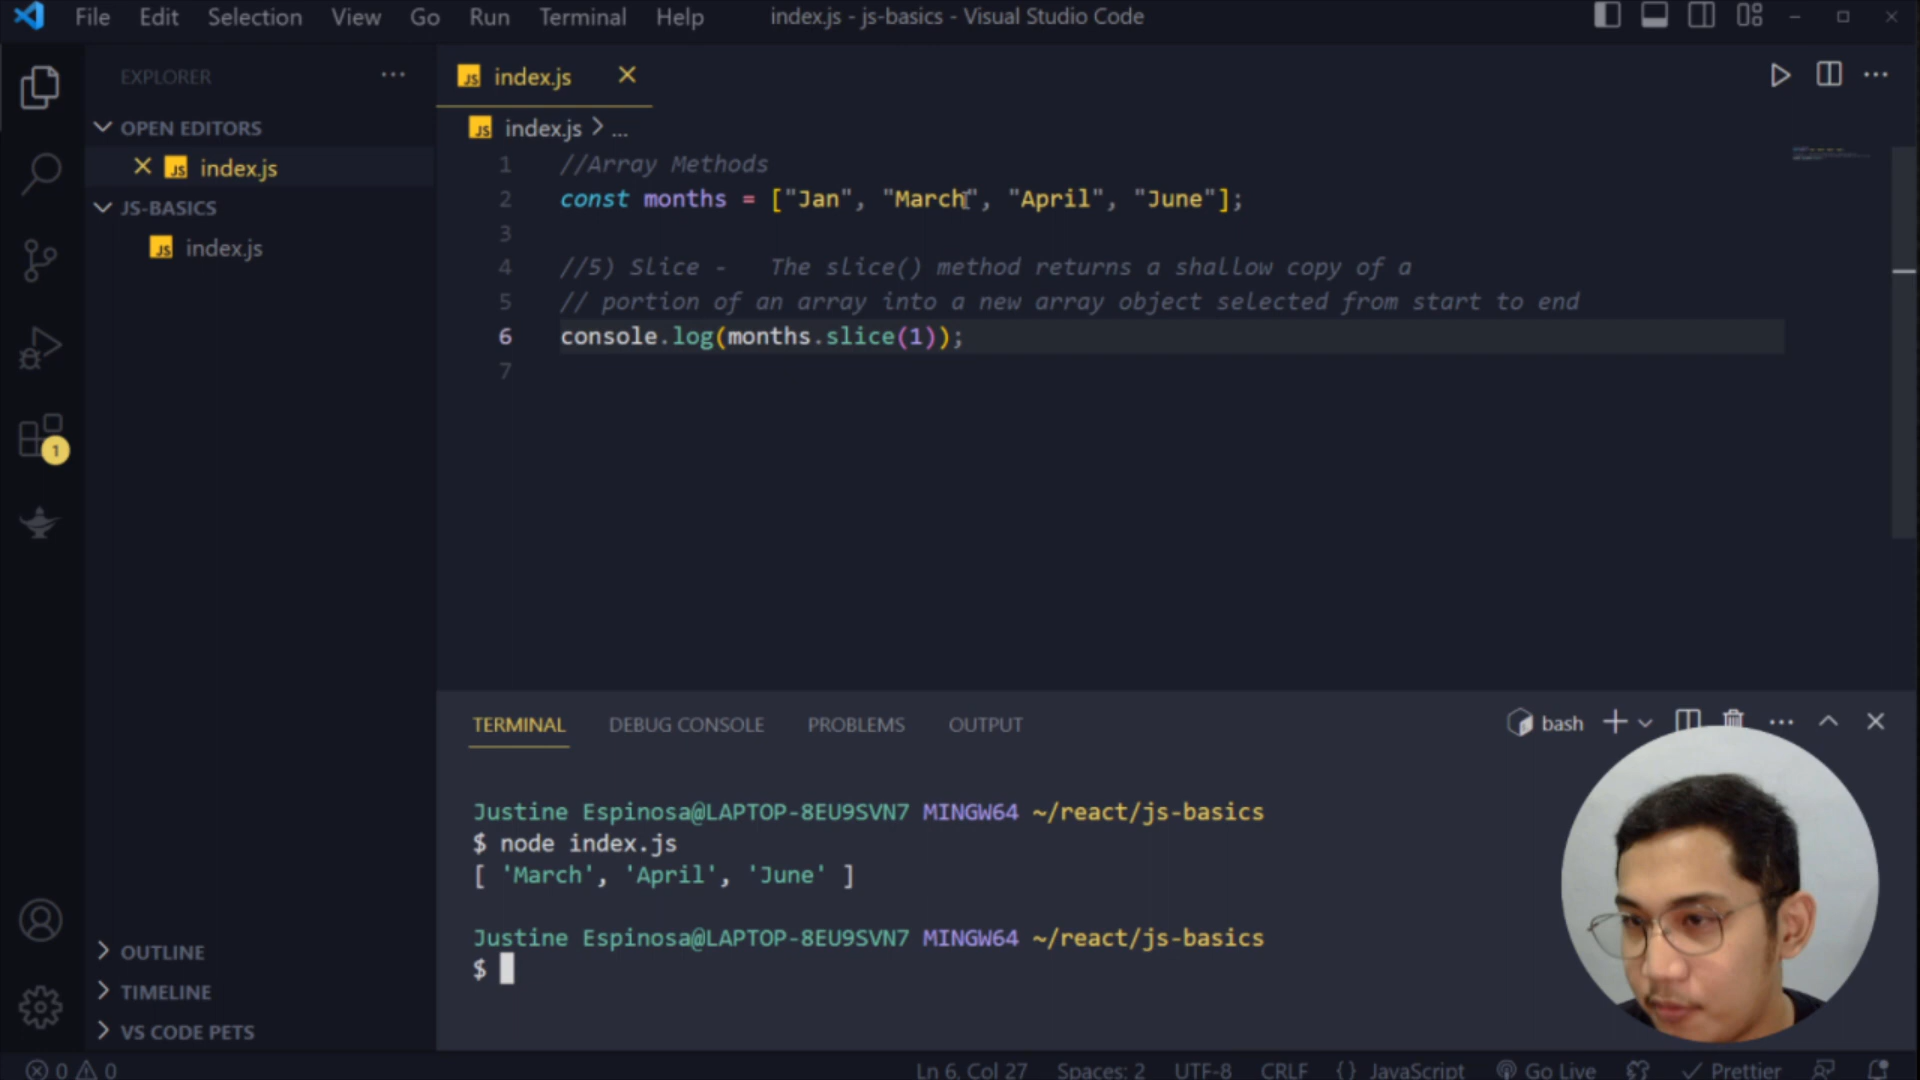 File Edit Selection View Go Run Terminal Help index.js - js-basics - Visual Studio Code
EXPLORER
OPEN EDITORS
JS index.js
JS-BASICS
JS index.js
1
OUTLINE
TIMELINE
VS CODE PETS
JS index.js
JS index.js > ...
1 //Array Methods
2 const months = ["Jan", "March", "April", "June"];
3
4 //5) Slice -   The slice() method returns a shallow copy of a
5 // portion of an array into a new array object selected from start to end
6 console.log(months.slice(1));
7
TERMINAL DEBUG CONSOLE PROBLEMS OUTPUT
bash
Justine Espinosa@LAPTOP-8EU9SVN7 MINGW64 ~/react/js-basics
$ node index.js
[ 'March', 'April', 'June' ]
Justine Espinosa@LAPTOP-8EU9SVN7 MINGW64 ~/react/js-basics
$
0 0 Ln 6, Col 27 Spaces: 2 UTF-8 CRLF {} JavaScript Go Live Prettier